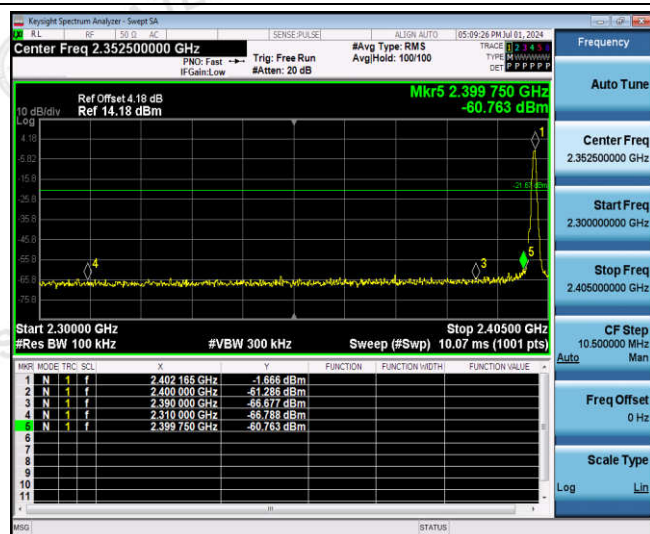 Keysight Spectrum Analyzer - Swept SA
RL RF 50 Ω AC SENSE:PULSE ALIGN AUTO 05:09:26 PM Jul 01, 2024
Center Freq 2.352500000 GHz
PNO: Fast
IFGain:Low
Trig: Free Run
#Atten: 20 dB
#Avg Type: RMS
Avg|Hold: 100/100
TRACE 1 2 3 4 5 6
TYPE M W W W W W
DET P P P P P P
Frequency
Auto Tune
Center Freq
2.352500000 GHz
Start Freq
2.300000000 GHz
Stop Freq
2.405000000 GHz
CF Step
10.500000 MHz
Auto Man
Freq Offset
0 Hz
Scale Type
Log Lin
Ref Offset 4.18 dB
10 dB/div Ref 14.18 dBm
Log
Mkr5 2.399 750 GHz
-60.763 dBm
4.18
-5.82
-15.8
-25.8
-35.8
-45.8
-55.8
-65.8
-75.8
1
4
3
5
Start 2.30000 GHz Stop 2.40500 GHz
#Res BW 100 kHz #VBW 300 kHz Sweep (#Swp) 10.07 ms (1001 pts)
MKR MODE TRC SCL X Y FUNCTION FUNCTION WIDTH FUNCTION VALUE
1 N 1 f 2.402 165 GHz -1.666 dBm
2 N 1 f 2.400 000 GHz -61.286 dBm
3 N 1 f 2.390 000 GHz -66.677 dBm
4 N 1 f 2.310 000 GHz -66.788 dBm
5 N 1 f 2.399 750 GHz -60.763 dBm
6
7
8
9
10
11
MSG STATUS